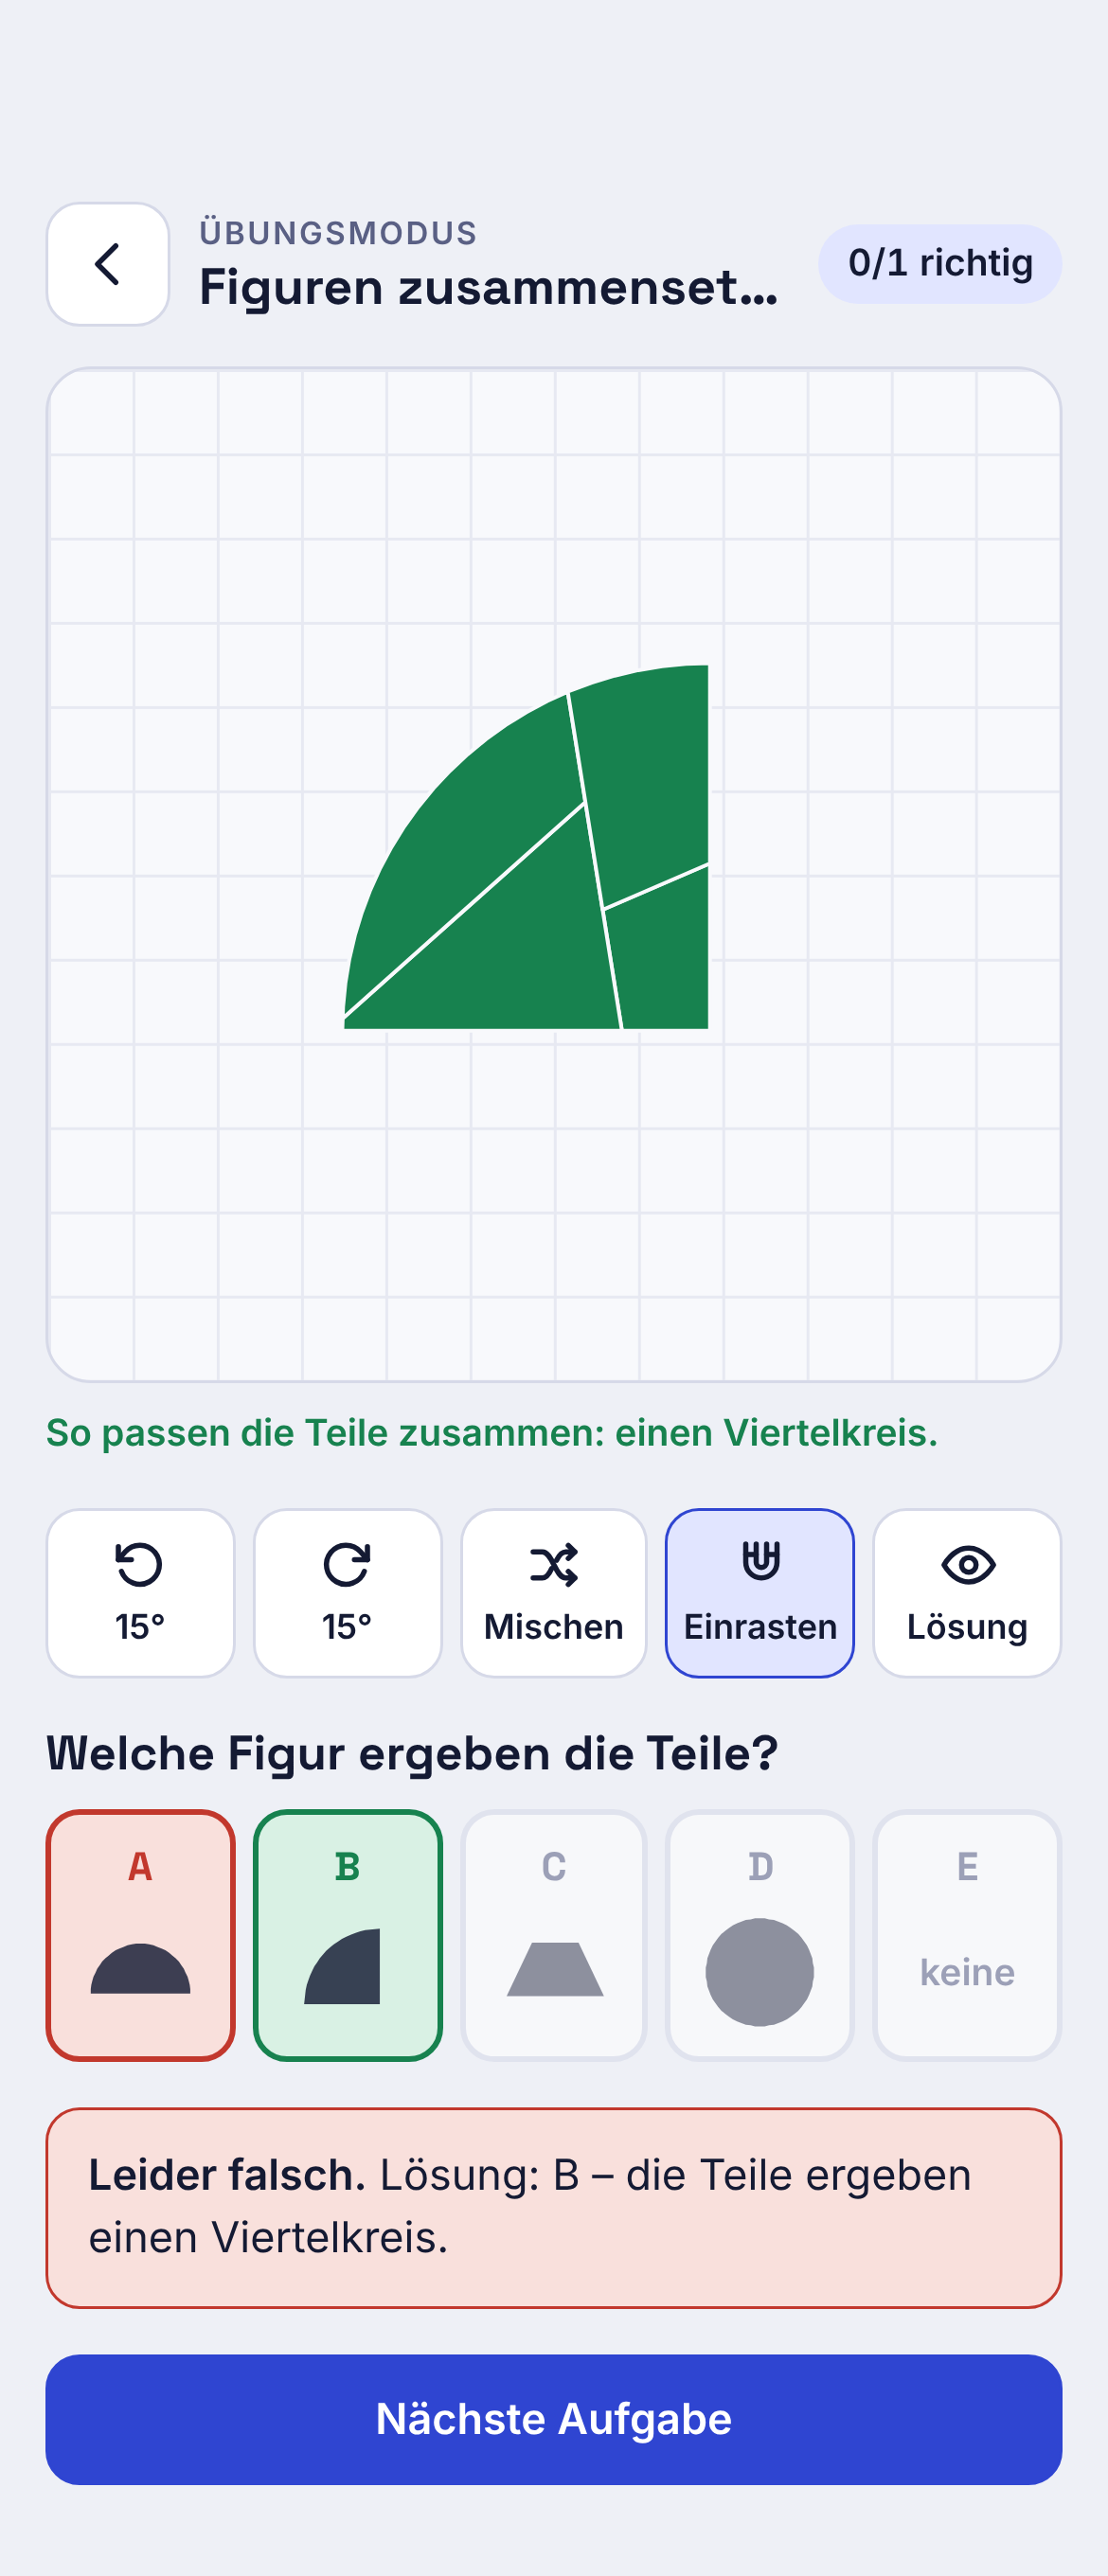 ÜBUNGSMODUS
Figuren zusammenset...
0/1 richtig
So passen die Teile zusammen: einen Viertelkreis.
15°
15°
Mischen
Einrasten
Lösung
Welche Figur ergeben die Teile?
A
B
C
D
E
keine
Leider falsch. Lösung: B – die Teile ergeben
einen Viertelkreis.
Nächste Aufgabe